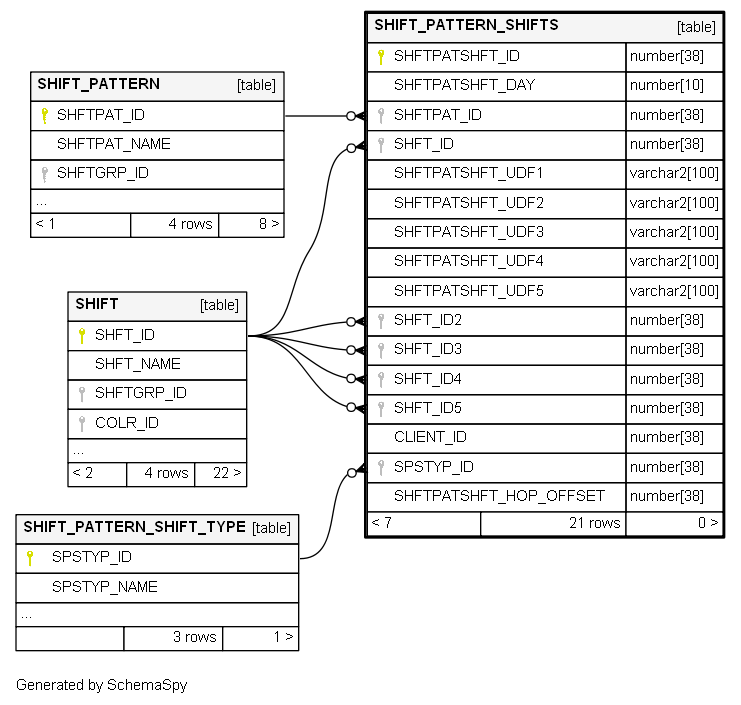 SHIFT_PATTERN_SHIFTS [table]
SHFTPATSHFT_ID number[38]
SHFTPATSHFT_DAY number[10]
SHFTPAT_ID number[38]
SHFT_ID number[38]
SHFTPATSHFT_UDF1 varchar2[100]
SHFTPATSHFT_UDF2 varchar2[100]
SHFTPATSHFT_UDF3 varchar2[100]
SHFTPATSHFT_UDF4 varchar2[100]
SHFTPATSHFT_UDF5 varchar2[100]
SHFT_ID2 number[38]
SHFT_ID3 number[38]
SHFT_ID4 number[38]
SHFT_ID5 number[38]
CLIENT_ID number[38]
SPSTYP_ID number[38]
SHFTPATSHFT_HOP_OFFSET number[38]
< 7 21 rows 0 >
SHIFT_PATTERN [table]
SHFTPAT_ID
SHFTPAT_NAME
SHFTGRP_ID
...
< 1 4 rows 8 >
SHIFT [table]
SHFT_ID
SHFT_NAME
SHFTGRP_ID
COLR_ID
...
< 2 4 rows 22 >
SHIFT_PATTERN_SHIFT_TYPE [table]
SPSTYP_ID
SPSTYP_NAME
...
3 rows 1 >
Generated by SchemaSpy